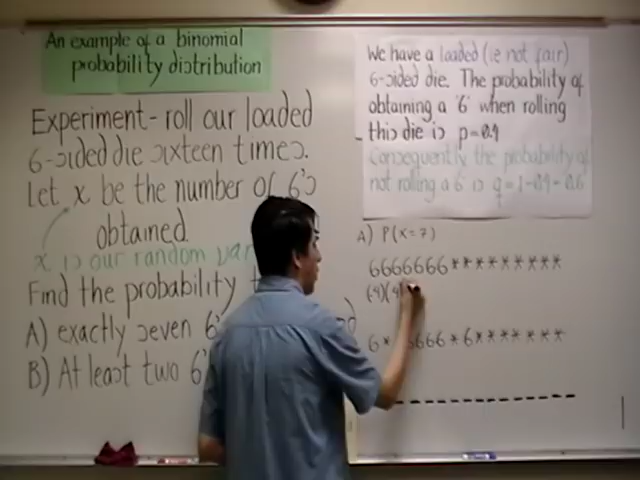 An example of a binomial
probability distribution
Experiment - roll our loaded
6-sided die sixteen times.
Let x be the number of 6's
obtained.
x is our random var
Find the probability
A) exactly seven 6
B) At least two 6'
We have a loaded (ie not fair)
6-sided die. The probability of
obtaining a '6' when rolling
this die is p=0.4
Consequently the probability of
not rolling a 6 is q=1-0.4=0.6
A) P(X=7)
6666666*********
(.4)(.4
6* 6666*6*******